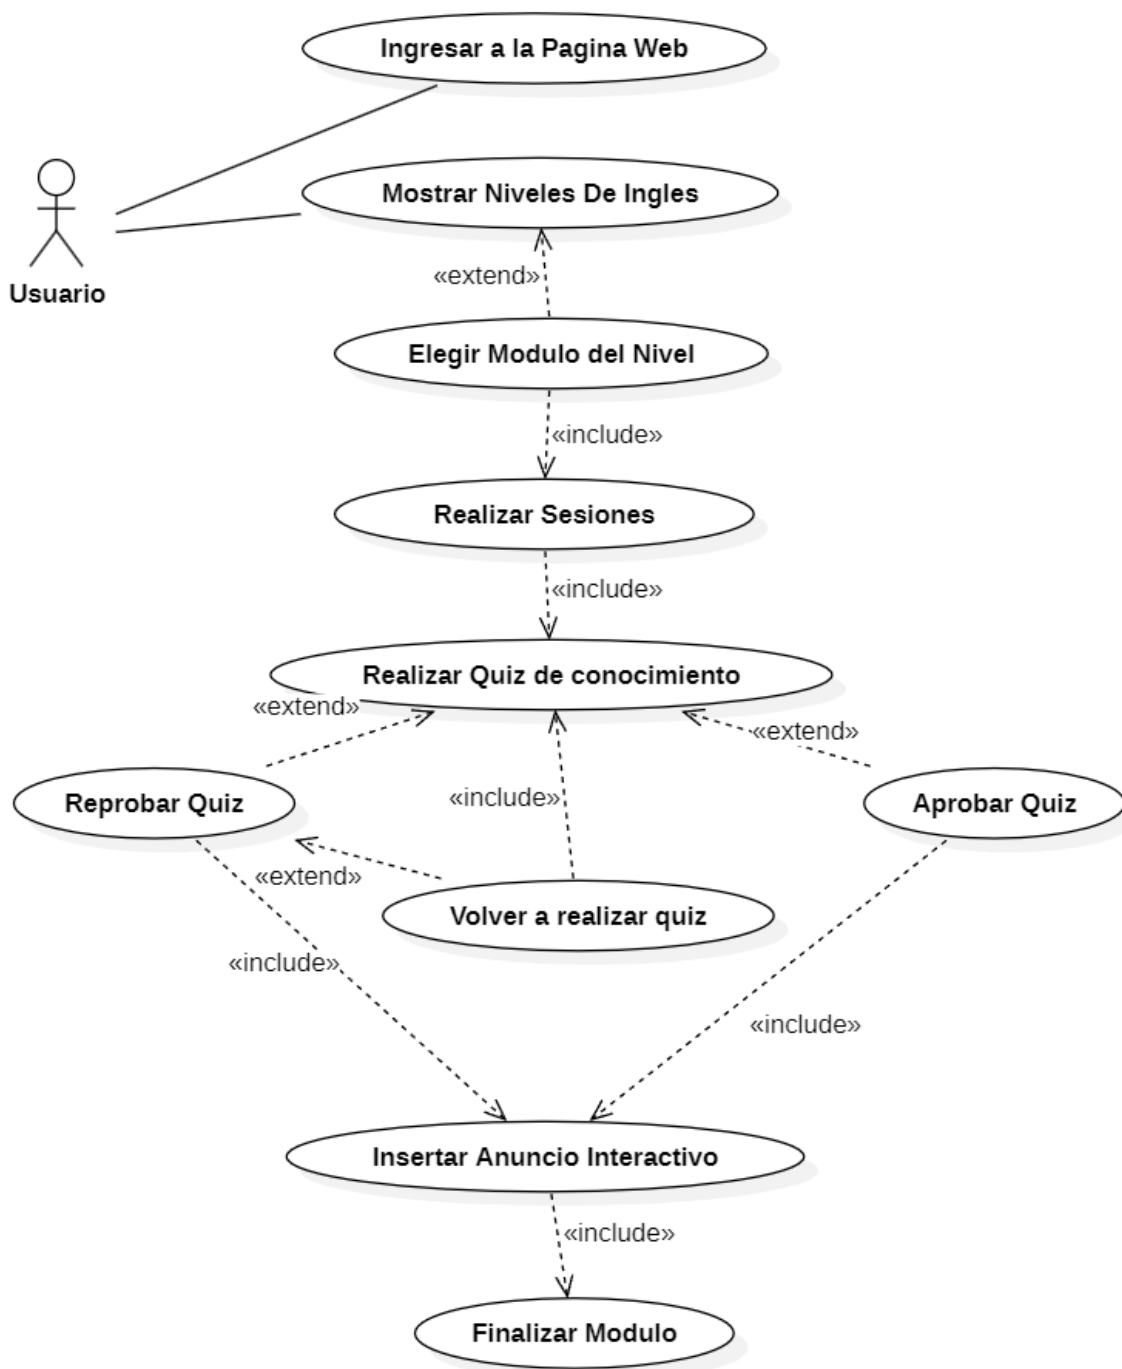 Ingresar a la Pagina Web
Mostrar Niveles De Ingles
Usuario
«extend»
Elegir Modulo del Nivel
«include»
Realizar Sesiones
«include»
Realizar Quiz de conocimiento
«extend»
«extend»
Reprobar Quiz
«include»
Aprobar Quiz
«extend»
Volver a realizar quiz
«include»
«include»
Insertar Anuncio Interactivo
«include»
Finalizar Modulo